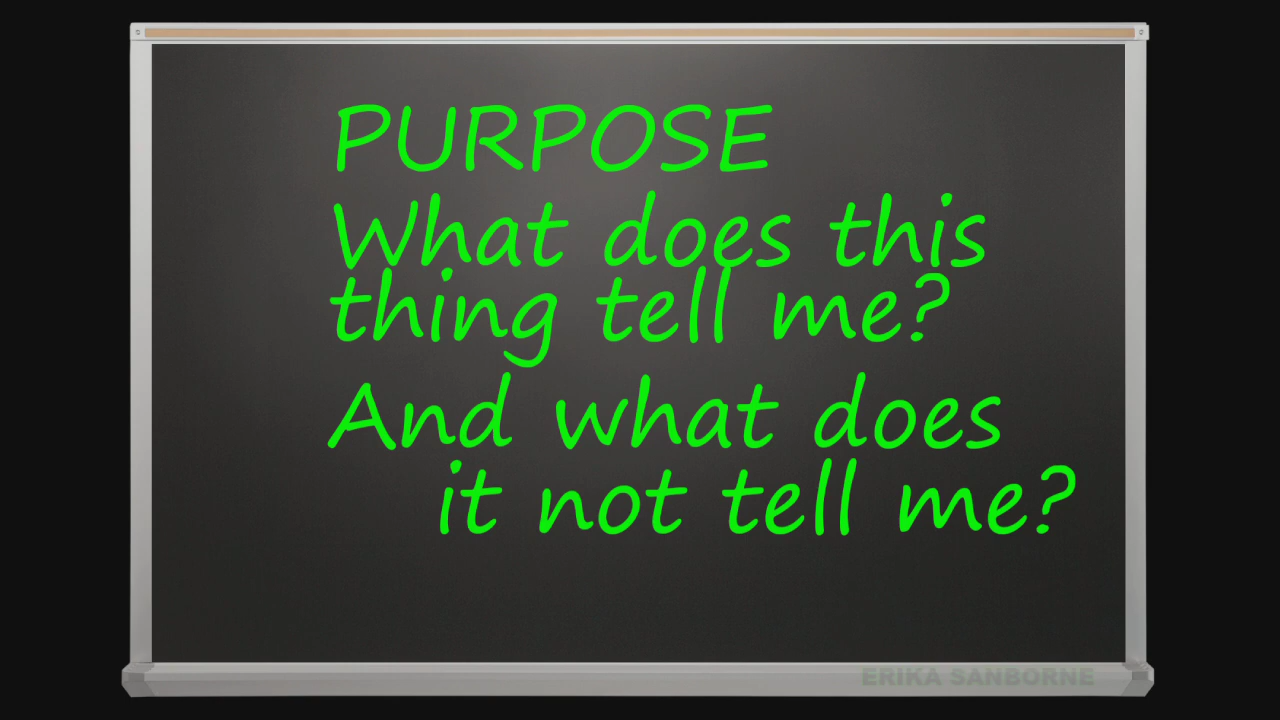 PURPOSE
What does this
thing tell me?
And what does
it not tell me?
ERIKA SANBORNE